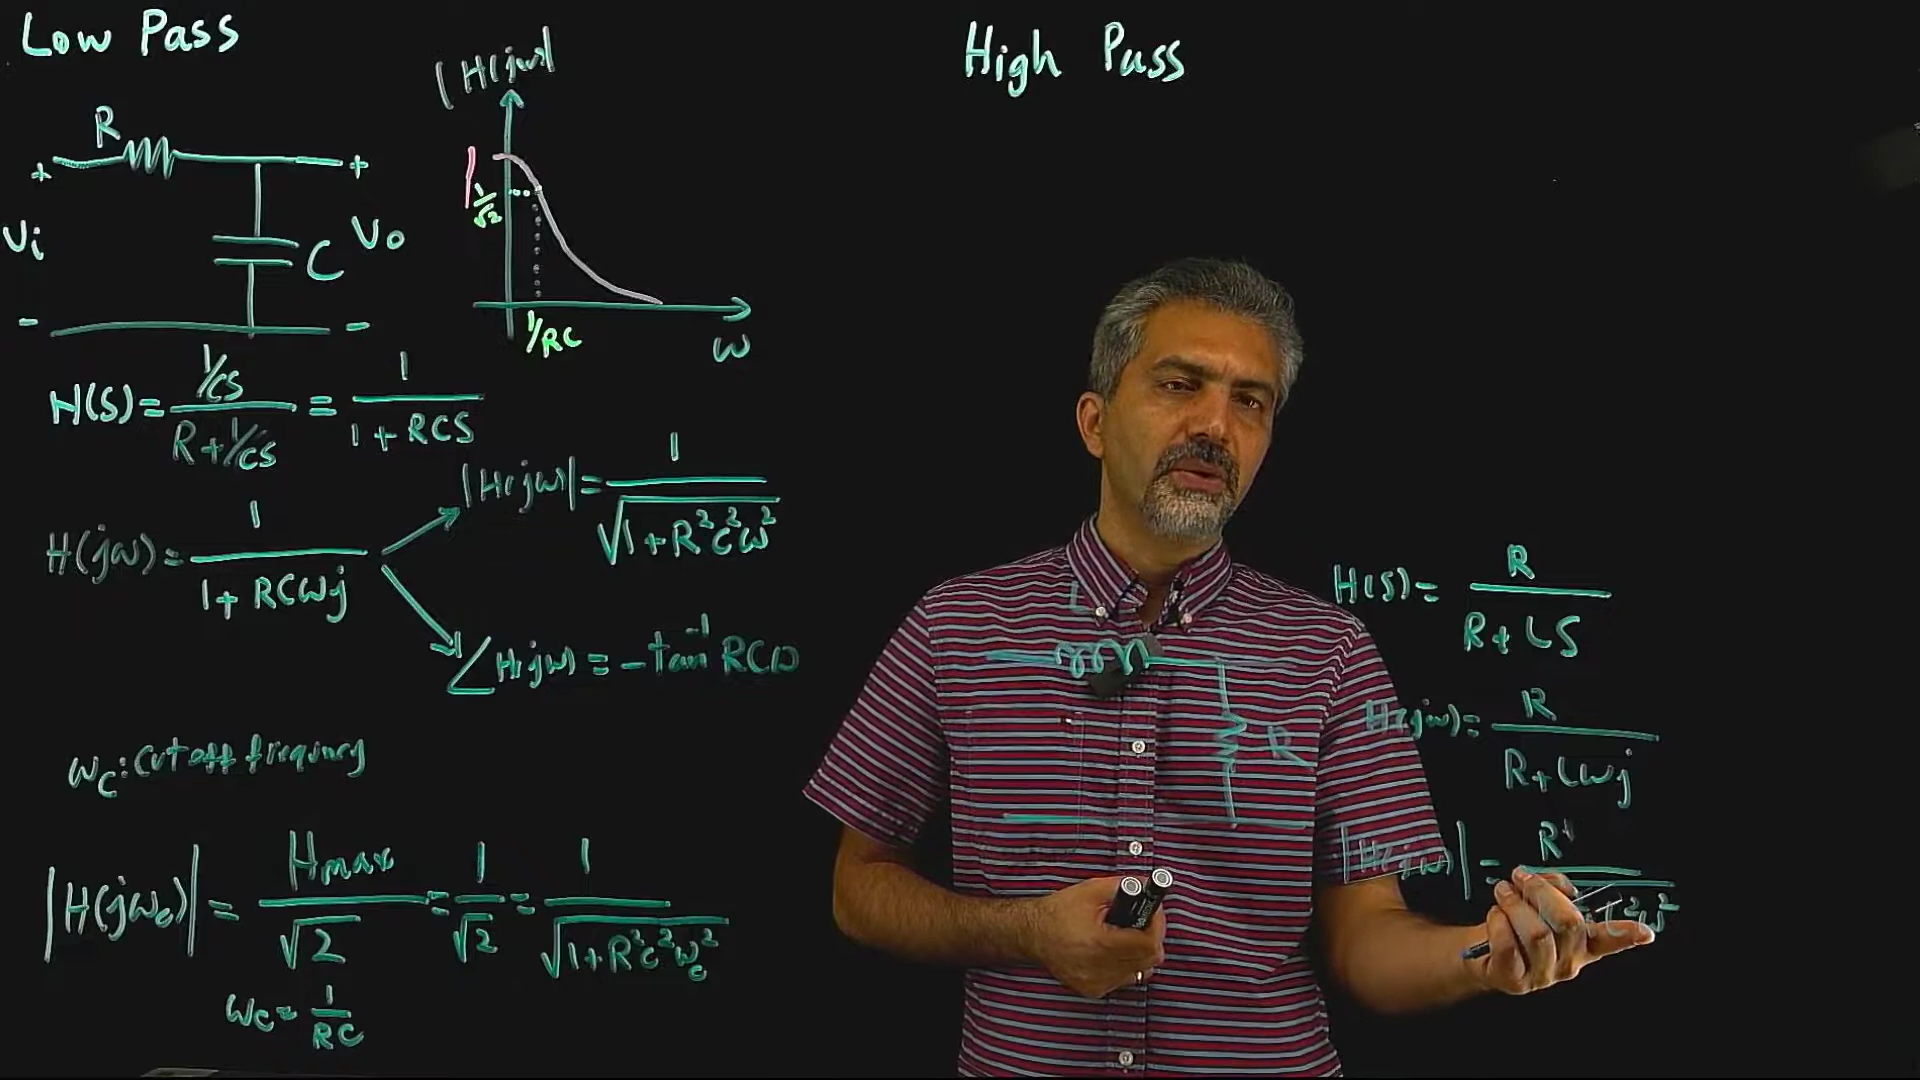 Low Pass
|H(jω)|
R
+
+
1
1/√2
Vi
C
Vo
-
-
1/RC
ω
H(S) = (1/CS)/(R+1/CS) = 1/(1+RCS)
|H(jω)| = 1/√(1+R²C²ω²)
H(jω) = 1/(1+RCωj)
∠H(jω) = -tan⁻¹ RCω
ωc: cutoff frequency
|H(jωc)| = Hmax/√2 = 1/√2 = 1/√(1+R²C²ωc²)
ωc = 1/RC
High Pass
L
R
H(S) = R/(R+LS)
H(jω) = R/(R+Lωj)
|H(jω)| = R
L²ω²